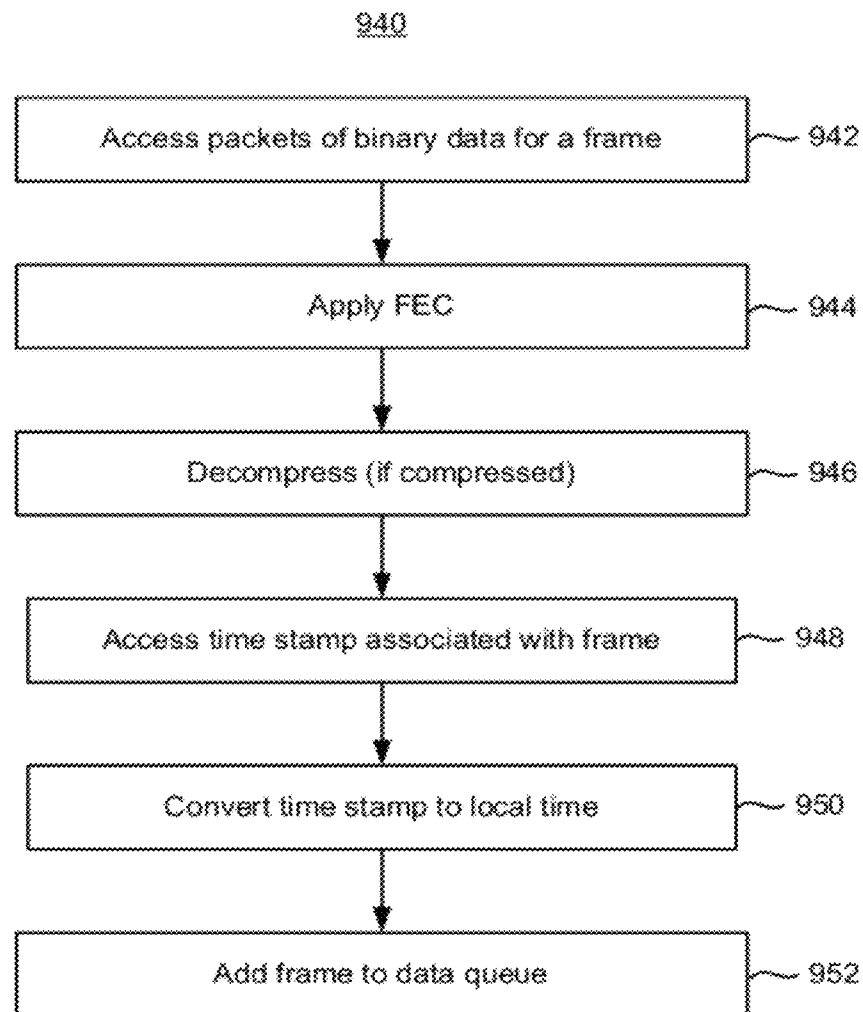 940
Access packets of binary data for a frame 942
Apply FEC 944
Decompress (if compressed) 946
Access time stamp associated with frame 948
Convert time stamp to local time 950
Add frame to data queue 952